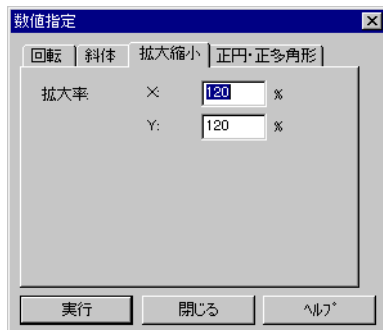 数値指定
回転 斜体 拡大縮小 正円・正多角形
拡大率: X: 120 %
Y: 120 %
実行 閉じる ﾍﾙﾌﾟ